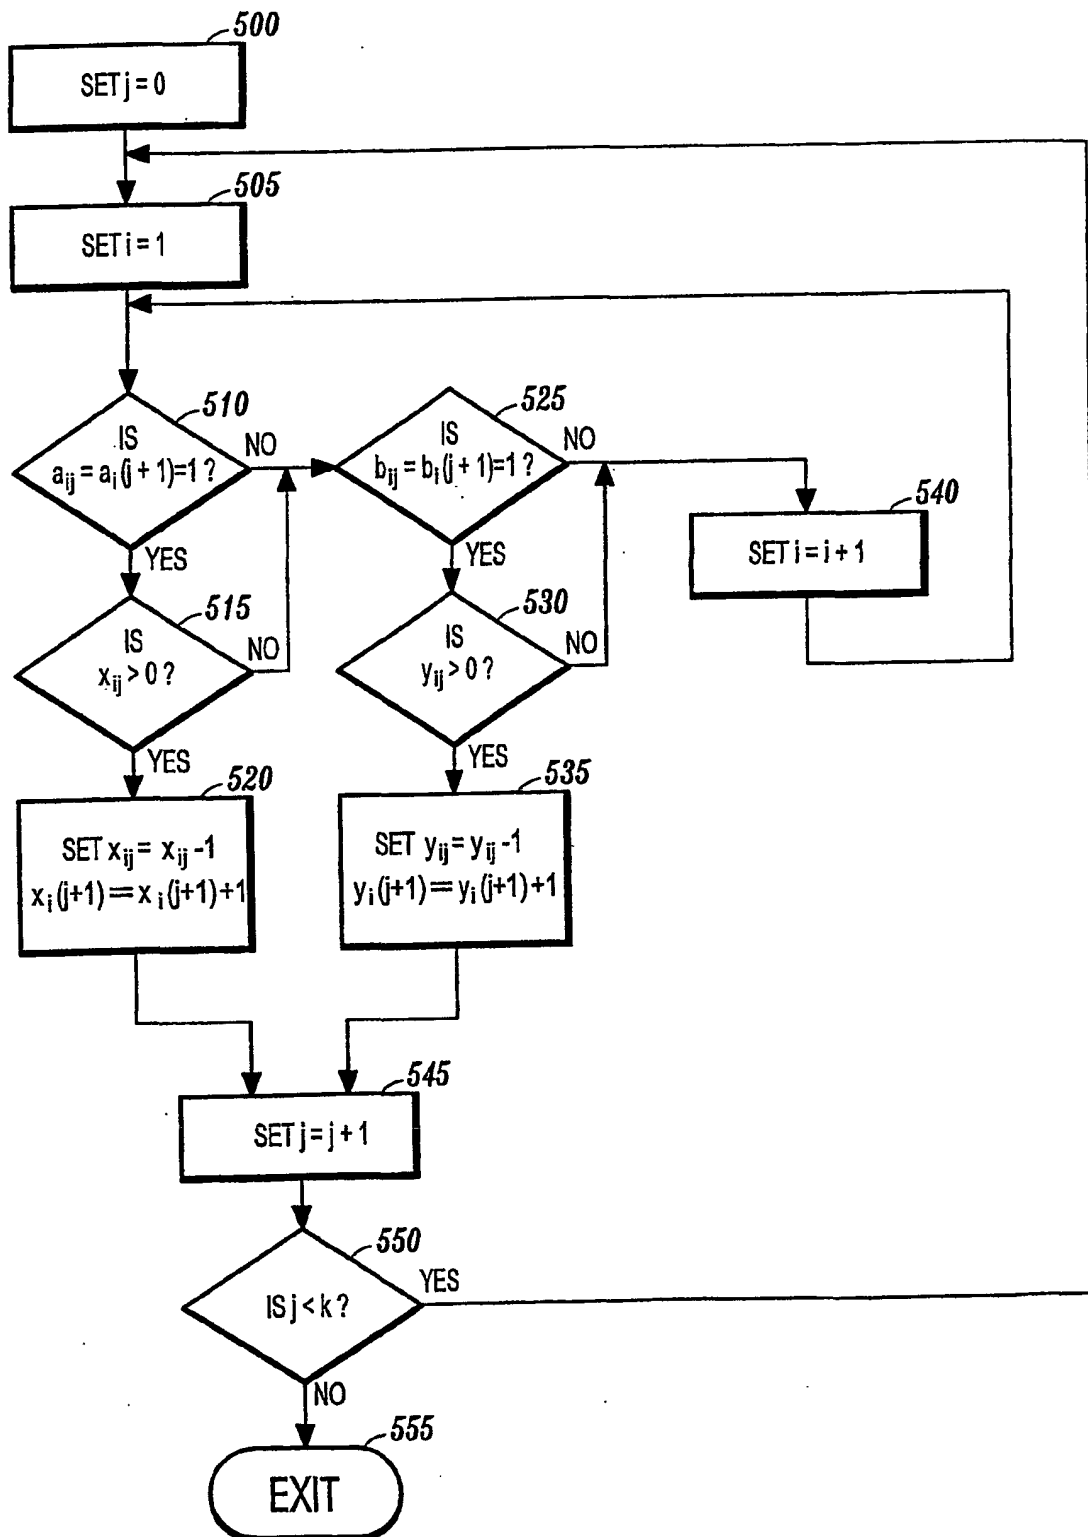 500
SET j = 0
505
SET i = 1
510
IS
a_ij = a_i(j + 1)=1 ?
NO
YES
525
IS
b_ij = b_i(j + 1)=1 ?
NO
YES
540
SET i = i + 1
515
IS
x_ij > 0 ?
NO
YES
530
IS
y_ij > 0 ?
NO
YES
520
SET x_ij = x_ij -1
x_i(j+1) = x_i(j+1)+1
535
SET y_ij = y_ij -1
y_i(j+1) = y_i(j+1)+1
545
SET j = j + 1
550
IS j < k ?
YES
NO
555
EXIT